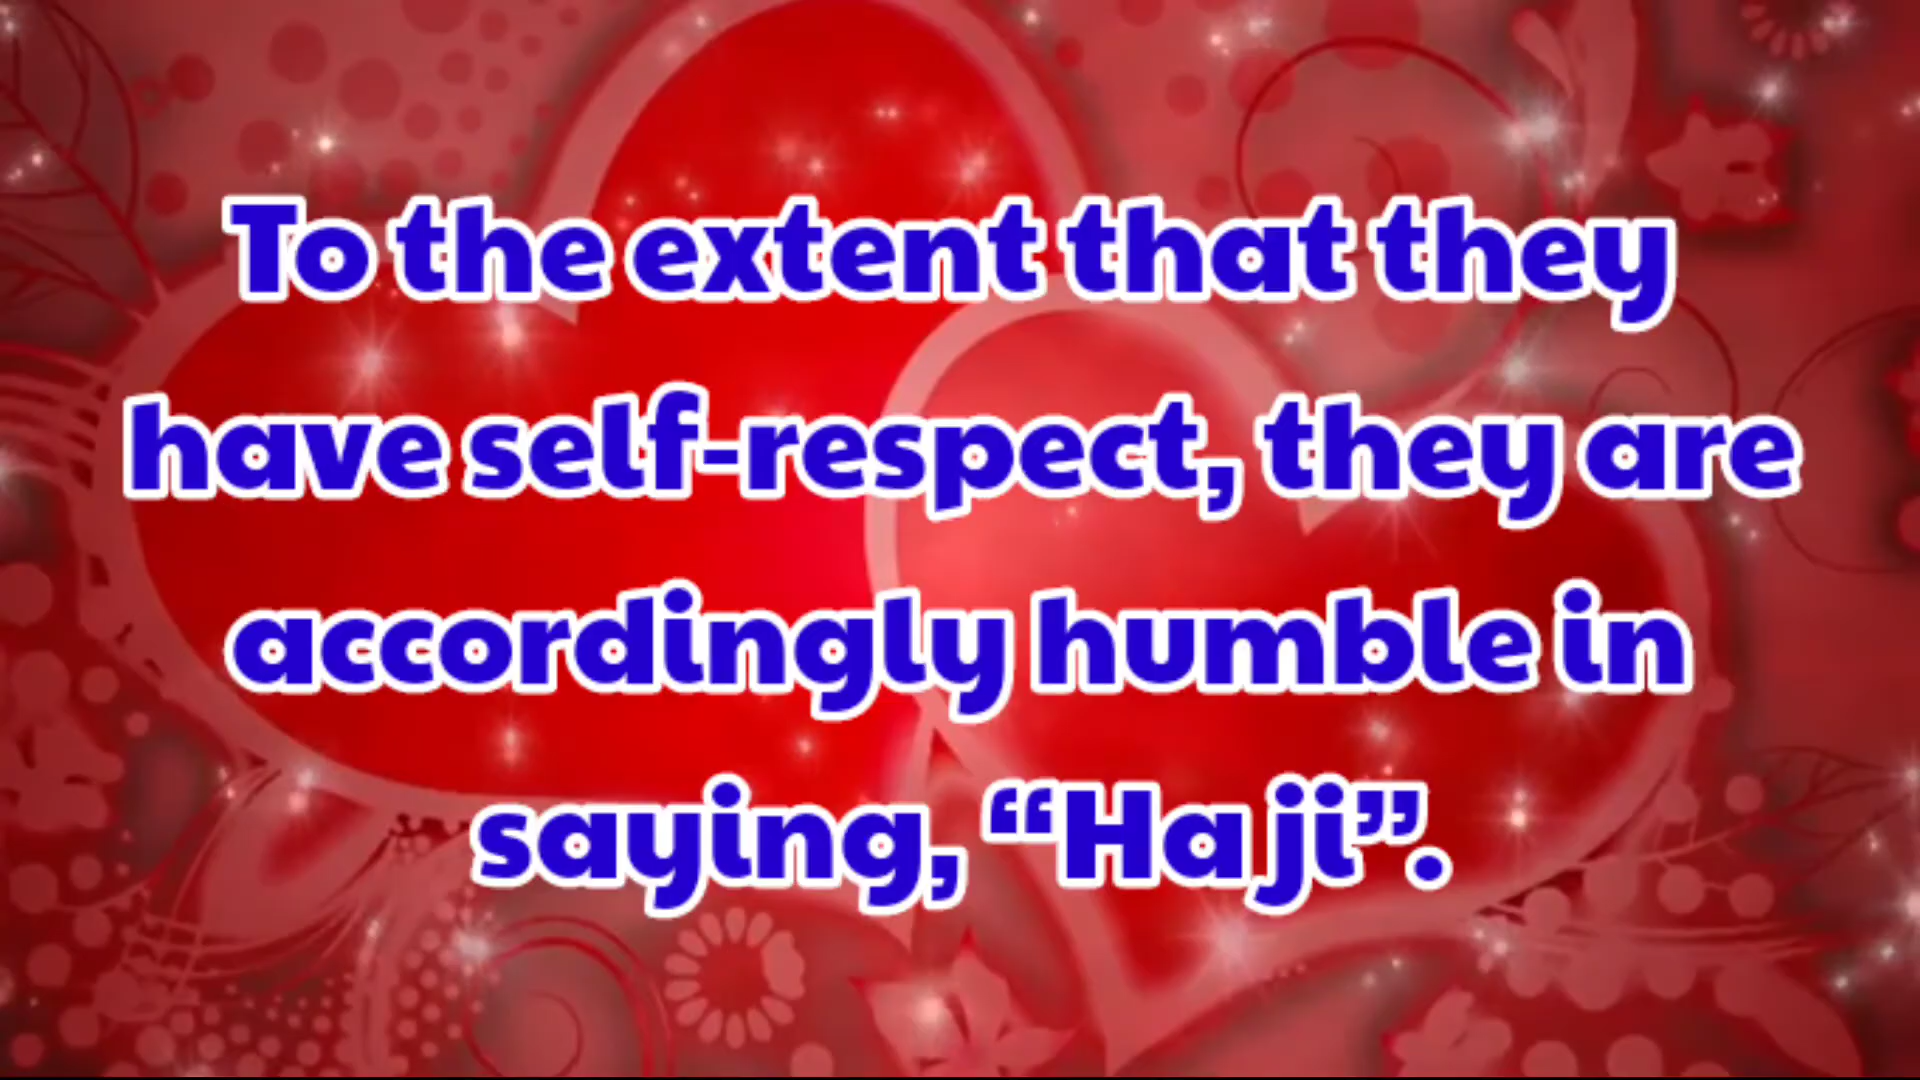 To the extent that they
have self-respect, they are
accordingly humble in
saying, “Haji”.